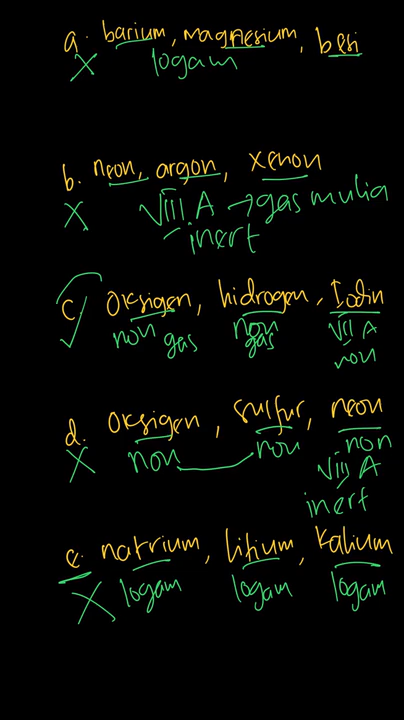 a. barium, magnesium, besi
X logam
b. neon, argon, xenon
X VIII A → gas mulia
inert
c. Oksigen, hidrogen, Iodin
non gas non gas VII A
non
d. Oksigen, sulfur, neon
X non non non
VIII A
inert
e. natrium, litium, kalium
X logam logam logam